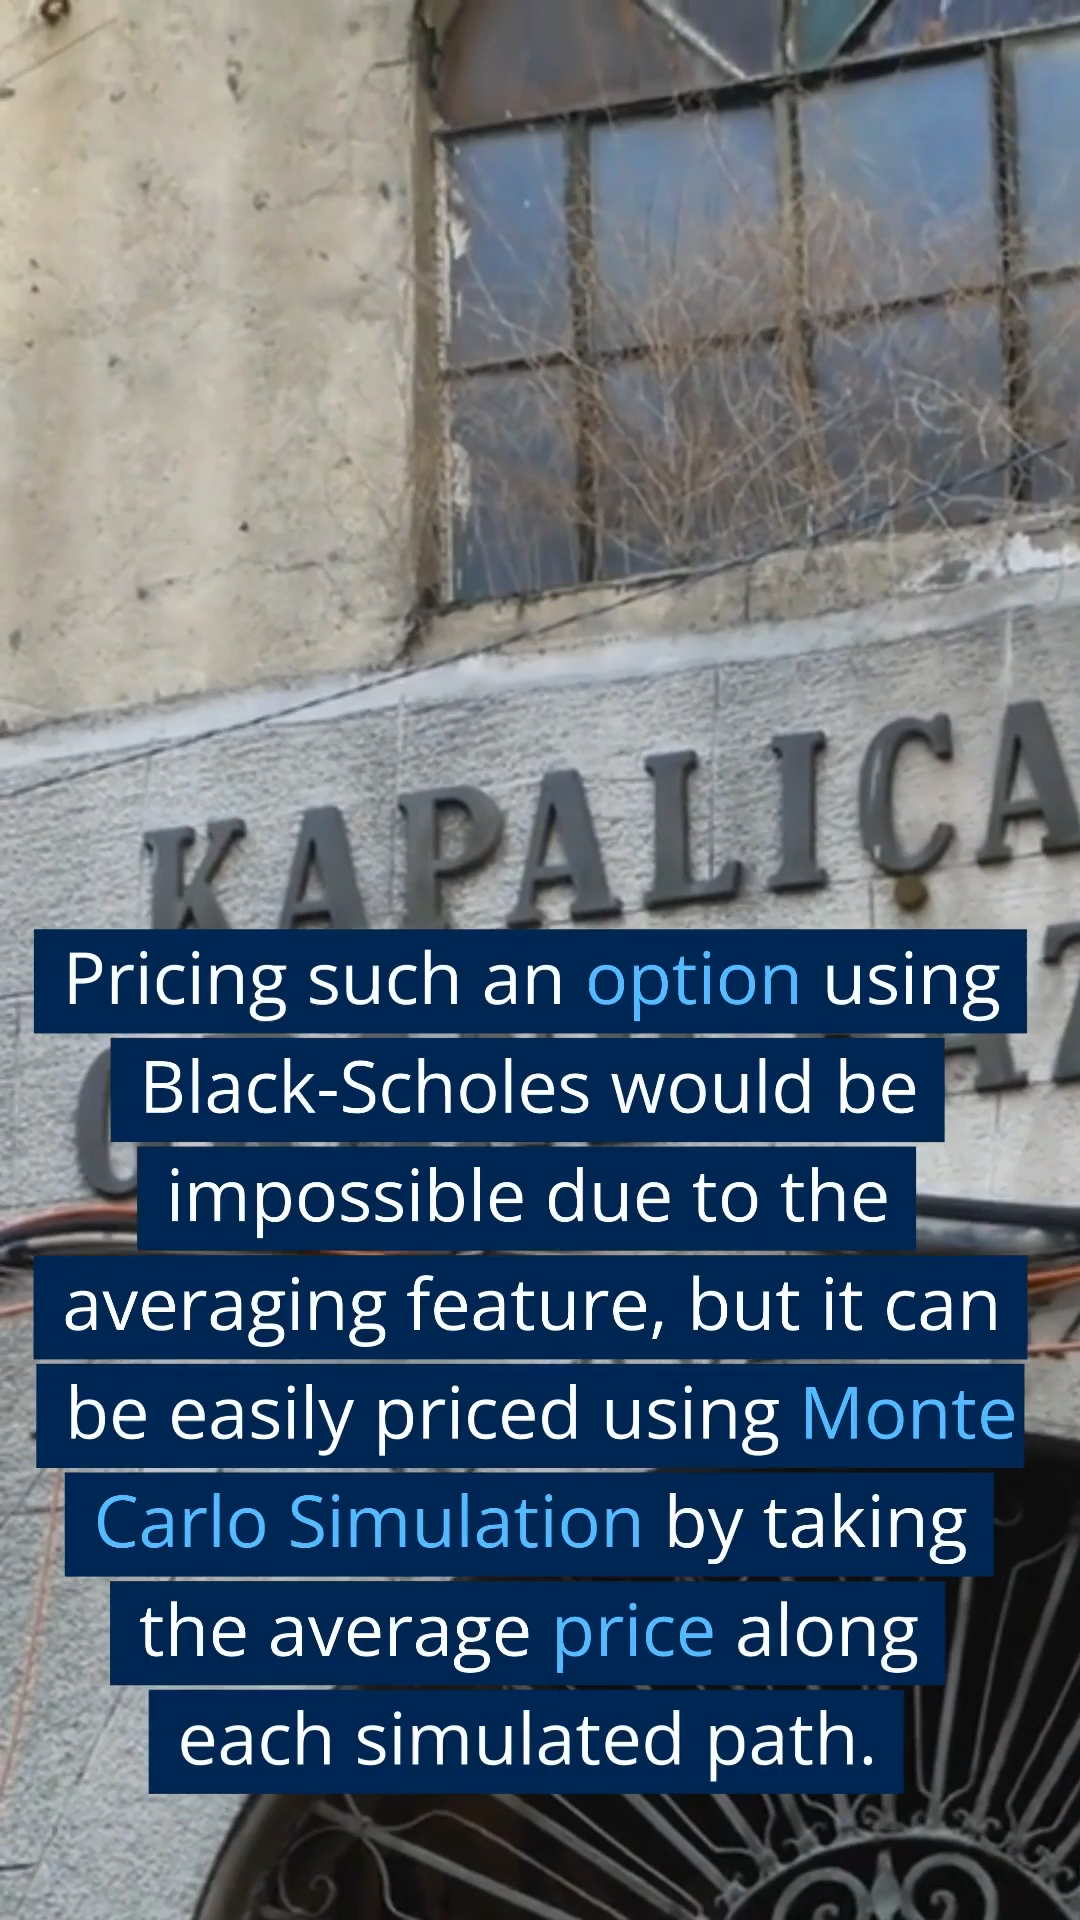 KAPALIÇA
Pricing such an option using
Black-Scholes would be
impossible due to the
averaging feature, but it can
be easily priced using Monte
Carlo Simulation by taking
the average price along
each simulated path.